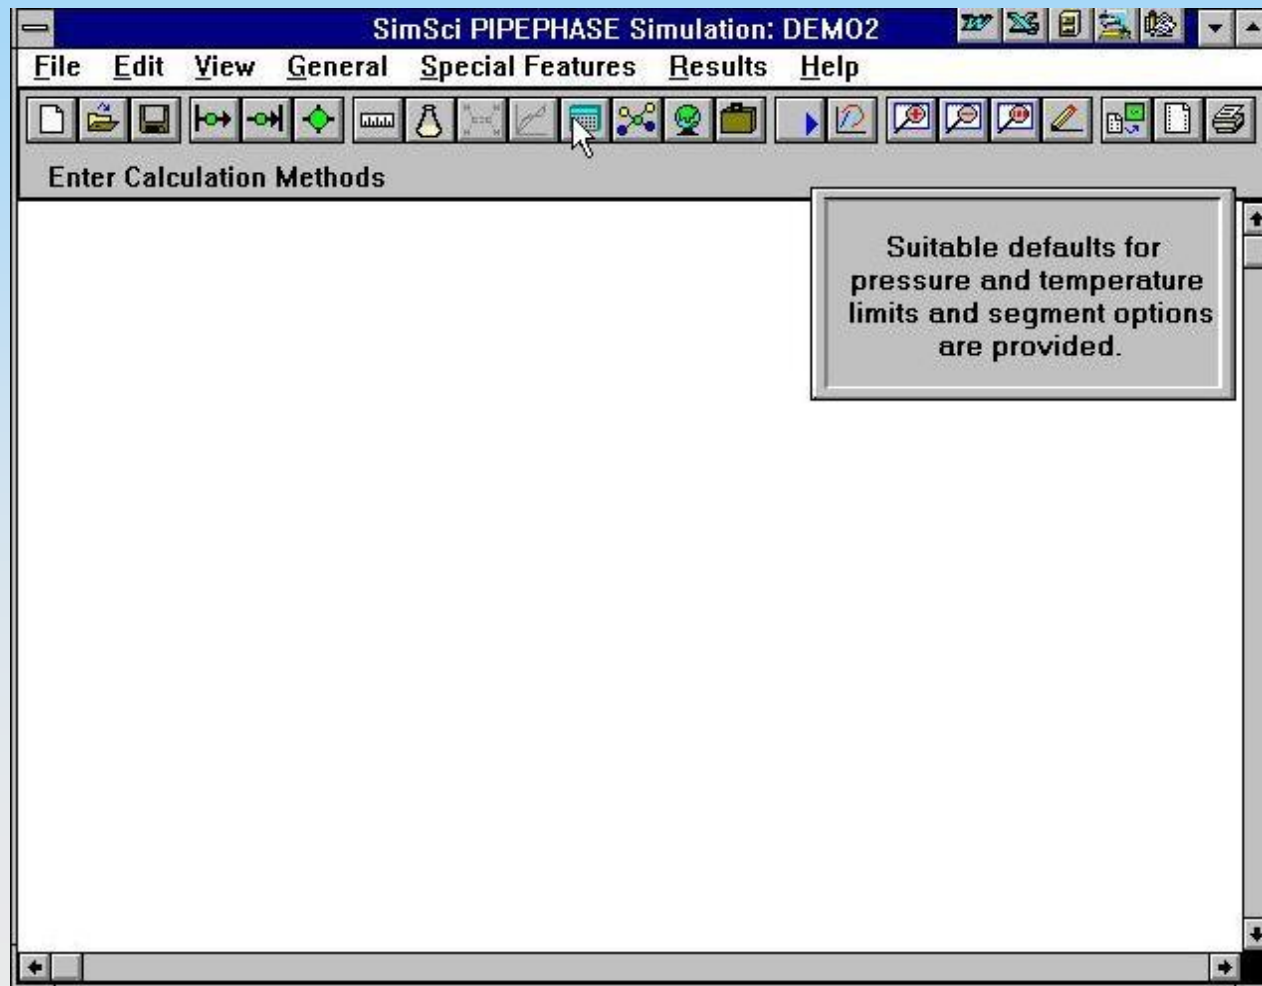 SimSci PIPEPHASE Simulation: DEMO2
File Edit View General Special Features Results Help
Enter Calculation Methods
Suitable defaults for
pressure and temperature
limits and segment options
are provided.